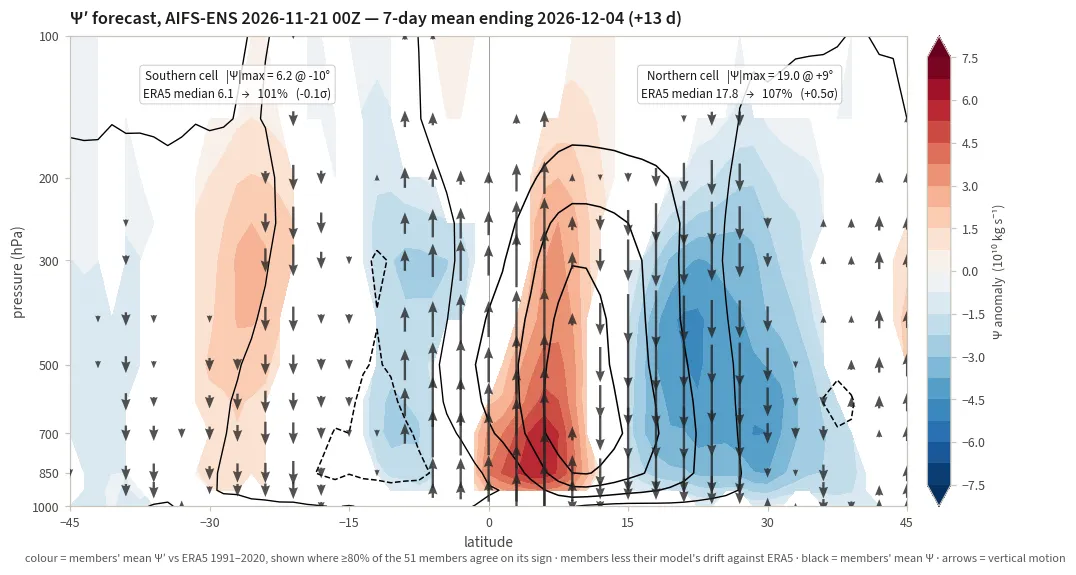 Ψ′ forecast, AIFS-ENS 2026-11-21 00Z — 7-day mean ending 2026-12-04 (+13 d)
Southern cell |Ψ|max = 6.2 @ -10°
ERA5 median 6.1 → 101% (-0.1σ)
Northern cell |Ψ|max = 19.0 @ +9°
ERA5 median 17.8 → 107% (+0.5σ)
pressure (hPa)
100
200
300
400
500
700
850
1000
−45
−30
−15
0
15
30
45
latitude
7.5
6.0
4.5
3.0
1.5
0.0
−1.5
−3.0
−4.5
−6.0
−7.5
Ψ anomaly (10¹⁰ kg s⁻¹)
colour = members' mean Ψ′ vs ERA5 1991–2020, shown where ≥80% of the 51 members agree on its sign · members less their model's drift against ERA5 · black = members' mean Ψ · arrows = vertical motion